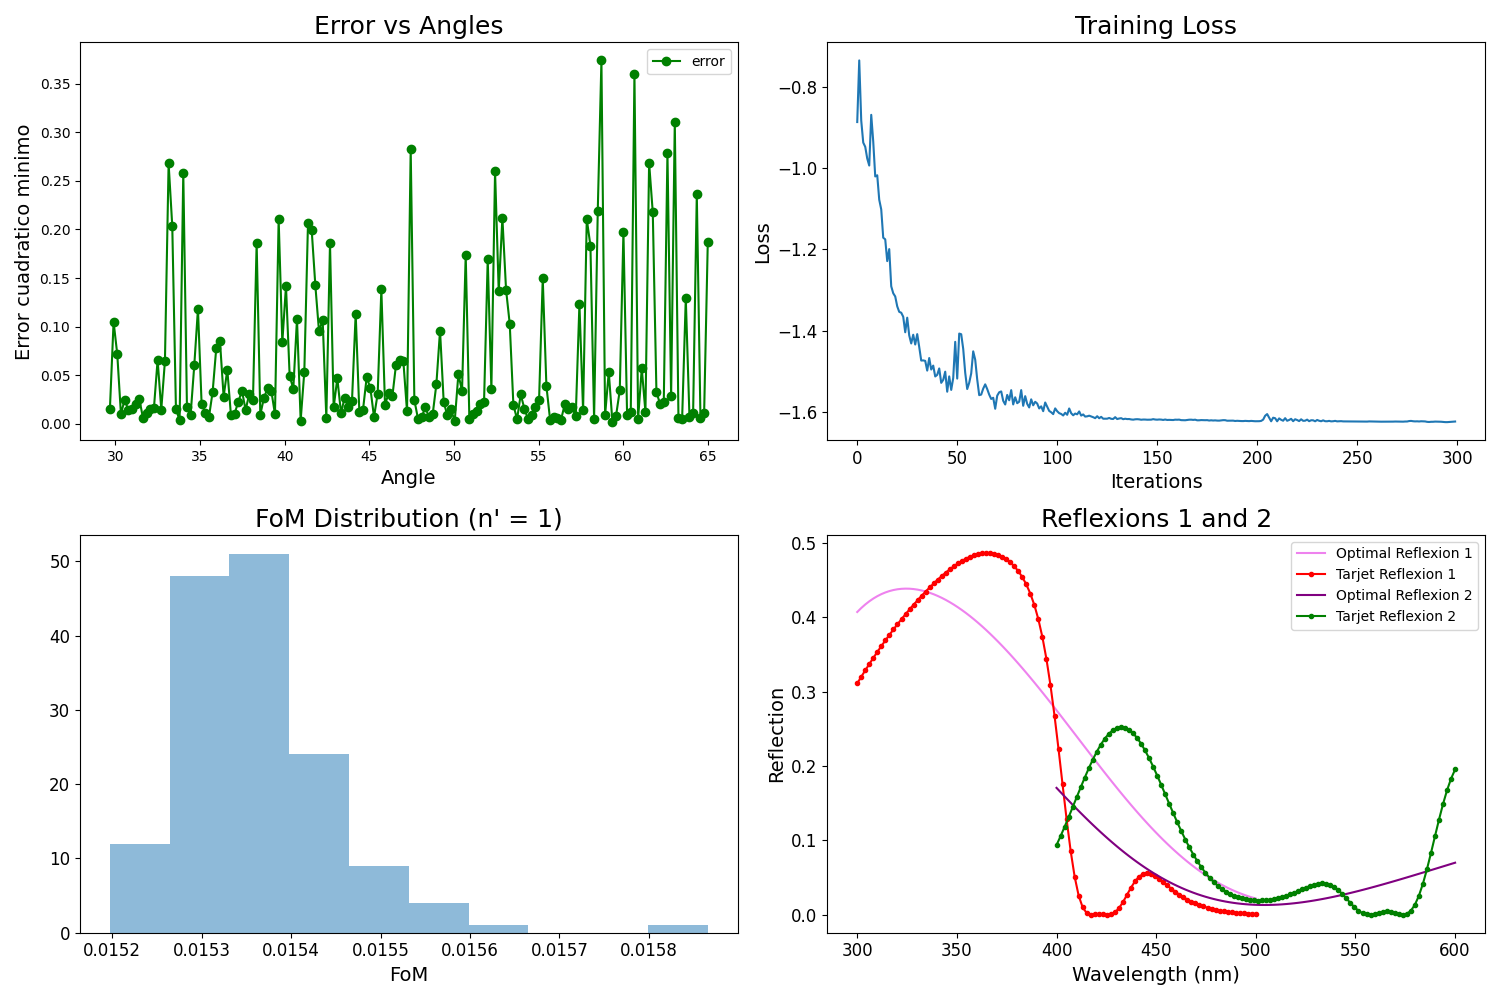 Error vs Angles
error
Error cuadratico minimo
0.35
0.30
0.25
0.20
0.15
0.10
0.05
0.00
30 35 40 45 50 55 60 65
Angle
Training Loss
Loss
−0.8
−1.0
−1.2
−1.4
−1.6
0 50 100 150 200 250 300
Iterations
FoM Distribution (n' = 1)
50
40
30
20
10
0
0.0152 0.0153 0.0154 0.0155 0.0156 0.0157 0.0158
FoM
Reflexions 1 and 2
Optimal Reflexion 1
Tarjet Reflexion 1
Optimal Reflexion 2
Tarjet Reflexion 2
Reflection
0.5
0.4
0.3
0.2
0.1
0.0
300 350 400 450 500 550 600
Wavelength (nm)